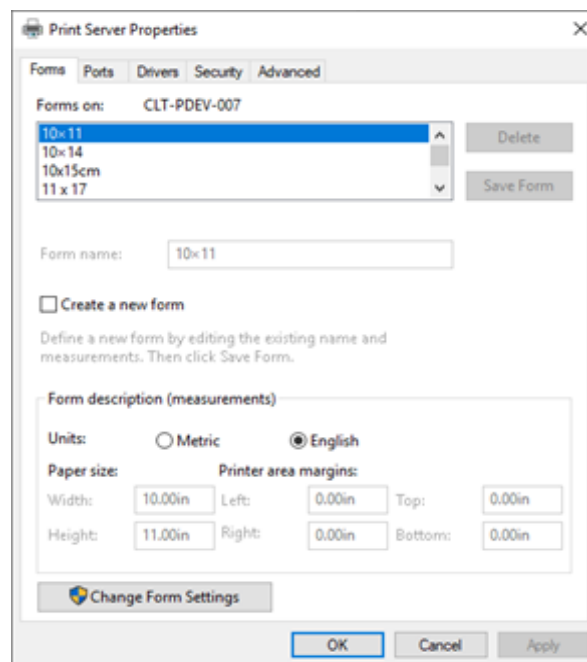 Print Server Properties
Forms Ports Drivers Security Advanced
Forms on: CLT-PDEV-007
10×11
10×14
10x15cm
11 x 17
Delete
Save Form
Form name: 10×11
Create a new form
Define a new form by editing the existing name and
measurements. Then click Save Form.
Form description (measurements)
Units: Metric English
Paper size: Printer area margins:
Width: 10.00in Left: 0.00in Top: 0.00in
Height: 11.00in Right: 0.00in Bottom: 0.00in
Change Form Settings
OK Cancel Apply